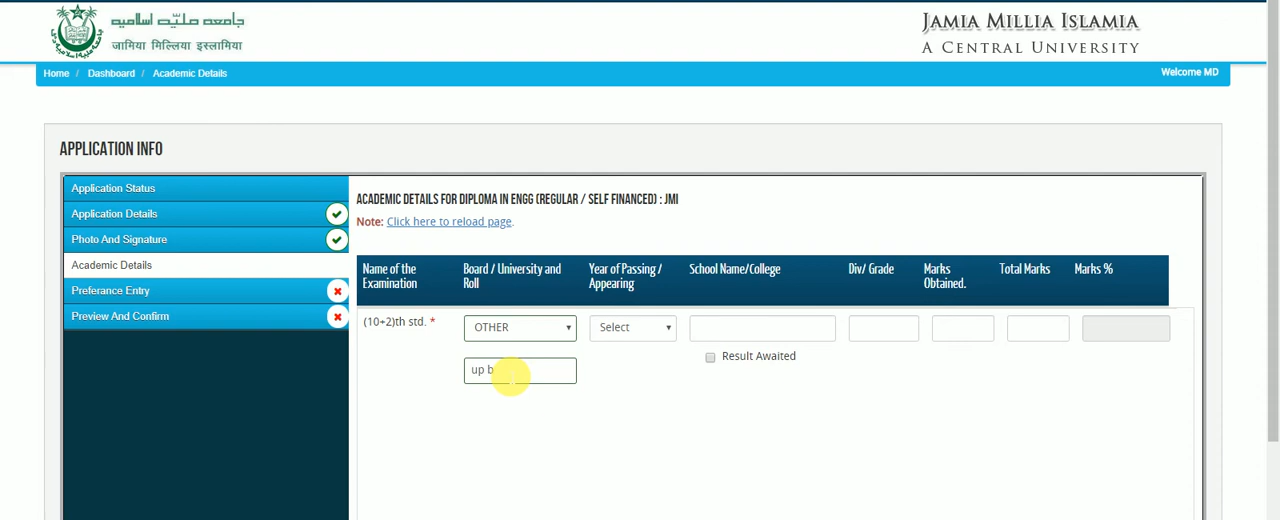 جامعہ ملیہ اسلامیہ
जामिया मिल्लिया इस्लामिया
JAMIA MILLIA ISLAMIA
A CENTRAL UNIVERSITY
Home / Dashboard / Academic Details
Welcome MD
APPLICATION INFO
Application Status
Application Details
Photo And Signature
Academic Details
Preferance Entry
Preview And Confirm
ACADEMIC DETAILS FOR DIPLOMA IN ENGG (REGULAR / SELF FINANCED) : JMI
Note: Click here to reload page.
Name of the Examination
Board / University and Roll
Year of Passing / Appearing
School Name/College
Div/ Grade
Marks Obtained.
Total Marks
Marks %
(10+2)th std. *
OTHER
Select
Result Awaited
up b